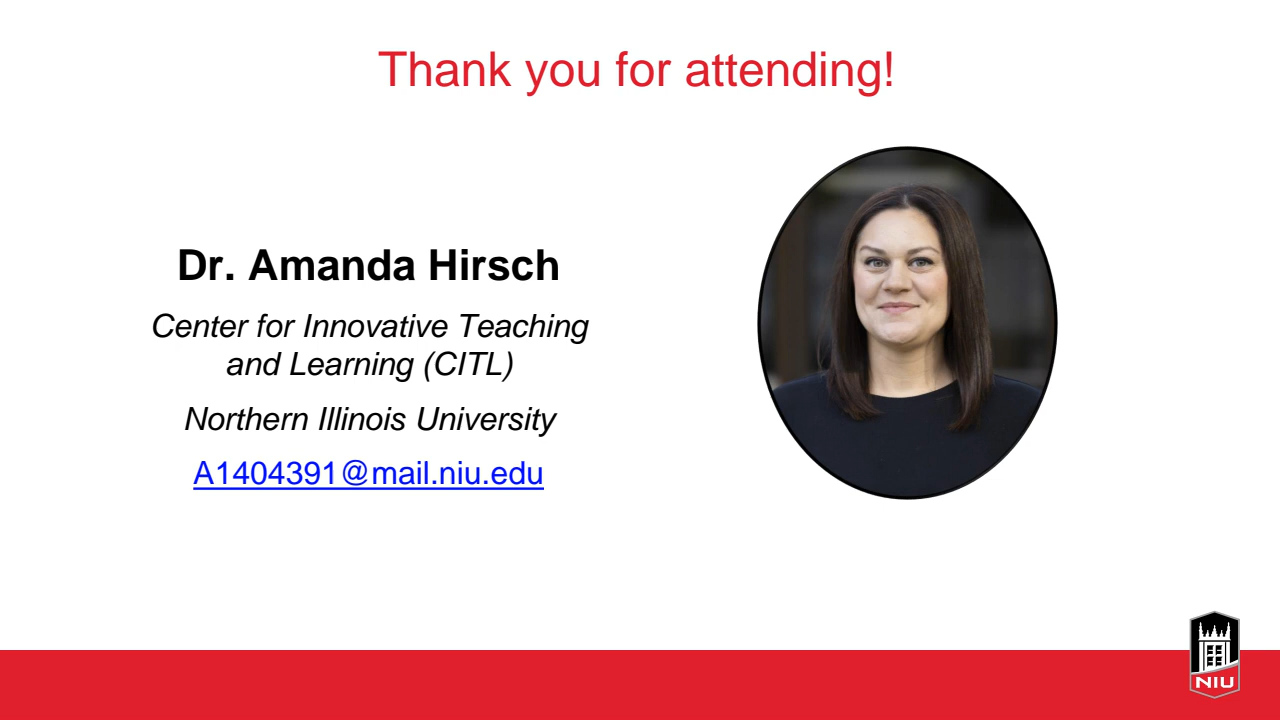 Thank you for attending!
Dr. Amanda Hirsch
Center for Innovative Teaching
and Learning (CITL)
Northern Illinois University
A1404391@mail.niu.edu
NIU